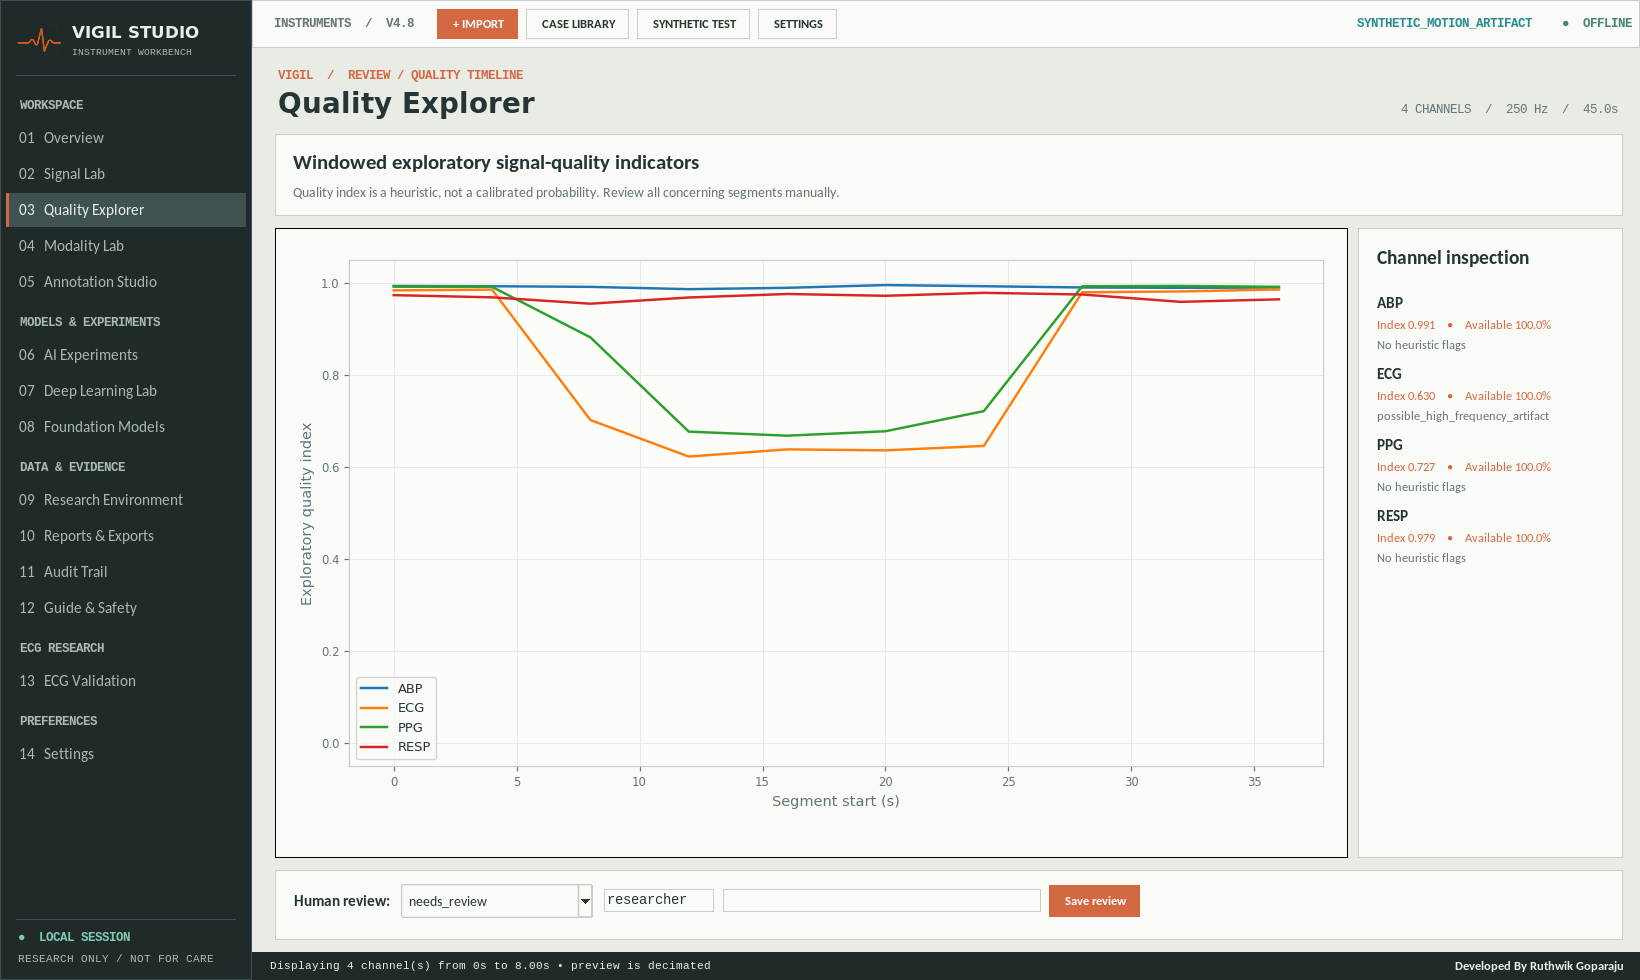 VIGIL STUDIO
INSTRUMENT WORKBENCH
WORKSPACE
01 Overview
02 Signal Lab
03 Quality Explorer
04 Modality Lab
05 Annotation Studio
MODELS & EXPERIMENTS
06 AI Experiments
07 Deep Learning Lab
08 Foundation Models
DATA & EVIDENCE
09 Research Environment
10 Reports & Exports
11 Audit Trail
12 Guide & Safety
ECG RESEARCH
13 ECG Validation
PREFERENCES
14 Settings
● LOCAL SESSION
RESEARCH ONLY / NOT FOR CARE
INSTRUMENTS / V4.8
+ IMPORT
CASE LIBRARY
SYNTHETIC TEST
SETTINGS
SYNTHETIC_MOTION_ARTIFACT
● OFFLINE
VIGIL / REVIEW / QUALITY TIMELINE
Quality Explorer
4 CHANNELS / 250 Hz / 45.0s
Windowed exploratory signal-quality indicators
Quality index is a heuristic, not a calibrated probability. Review all concerning segments manually.
Exploratory quality index
1.0
0.8
0.6
0.4
0.2
0.0
ABP
ECG
PPG
RESP
0 5 10 15 20 25 30 35
Segment start (s)
Channel inspection
ABP
Index 0.991 ● Available 100.0%
No heuristic flags
ECG
Index 0.630 ● Available 100.0%
possible_high_frequency_artifact
PPG
Index 0.727 ● Available 100.0%
No heuristic flags
RESP
Index 0.979 ● Available 100.0%
No heuristic flags
Human review:
needs_review
researcher
Save review
Displaying 4 channel(s) from 0s to 8.00s • preview is decimated
Developed By Ruthwik Goparaju